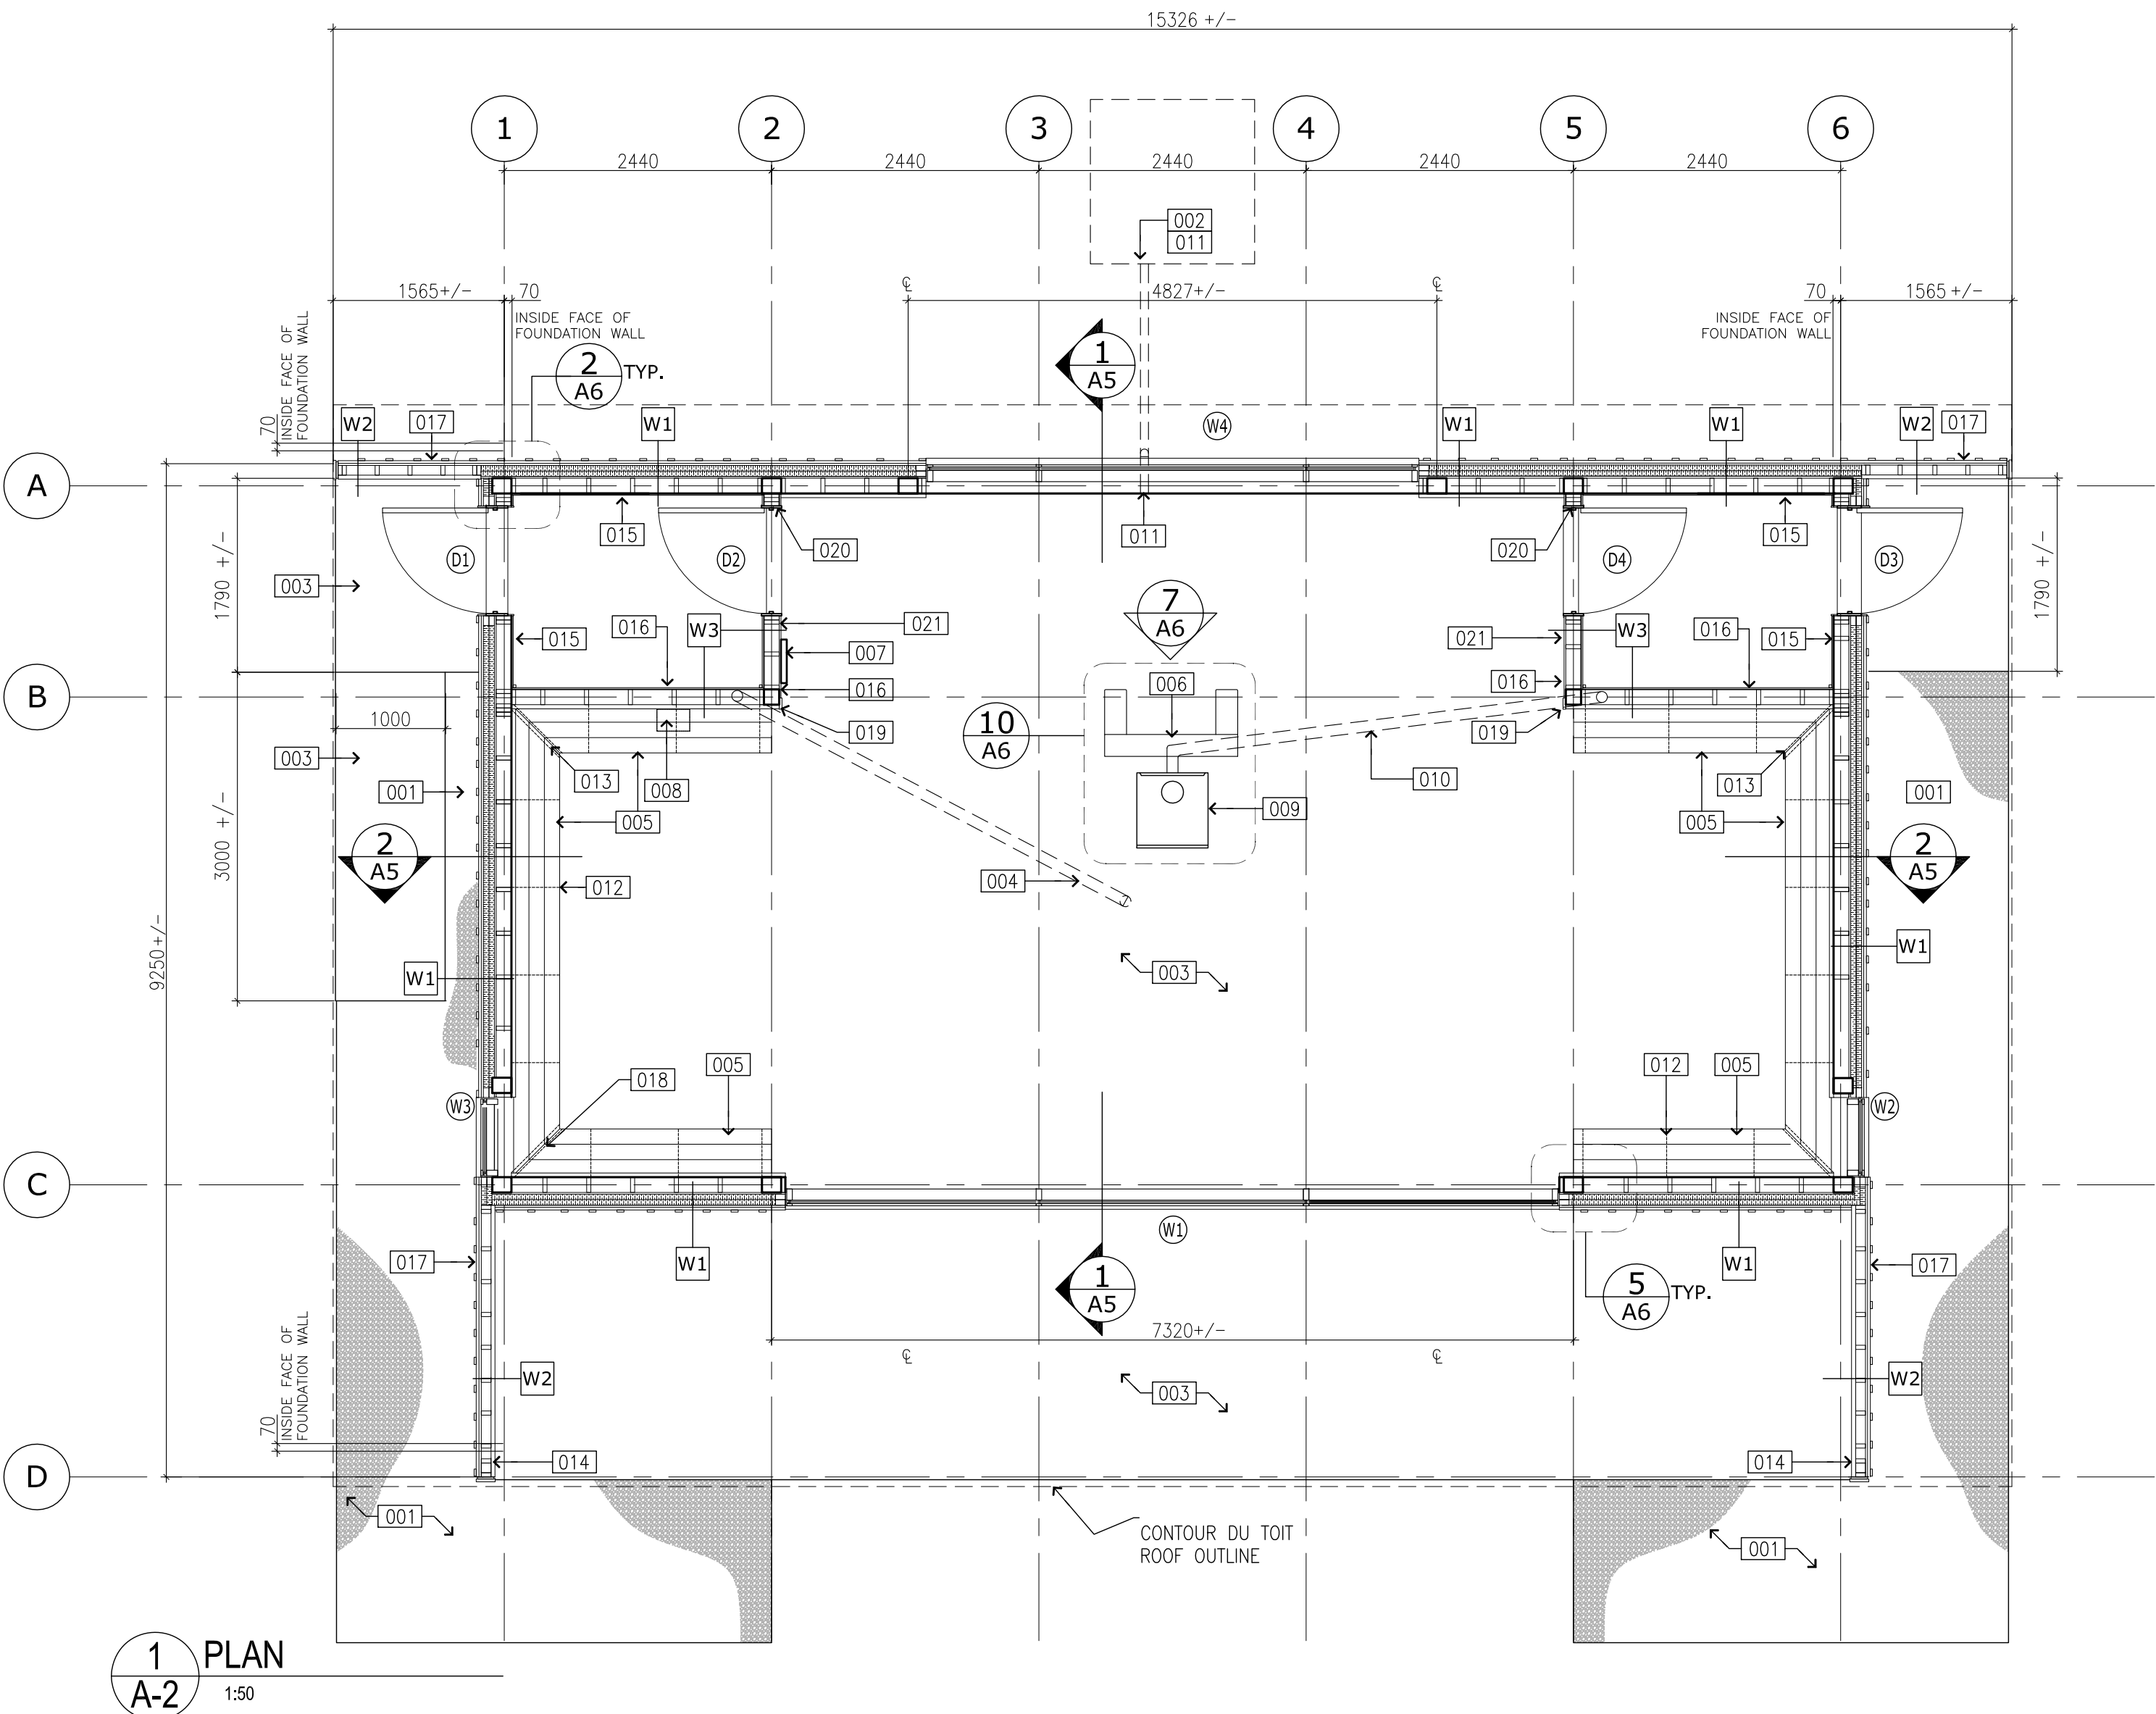 15326 +/-
1
2
3
4
5
6
2440
2440
2440
2440
2440
002
011
℄
℄
1565+/-
70
4827+/-
70
1565 +/-
INSIDE FACE OF
FOUNDATION WALL
INSIDE FACE OF
FOUNDATION WALL
70
INSIDE FACE OF
FOUNDATION WALL
2
A6
TYP.
1
A5
W2
017
W1
W4
W1
W1
W2
017
A
015
020
011
020
015
D1
D2
D4
D3
003
1790 +/-
1790 +/-
7
A6
015
016
W3
021
007
016
021
W3
016
015
016
006
B
1000
10
A6
019
019
003
001
013
008
005
009
010
013
005
001
3000 +/-
2
A5
2
A5
012
004
9250+/-
W1
003
W1
018
005
012
005
W3
W2
C
W1
W1
W1
017
017
1
A5
5
A6
TYP.
7320+/-
℄
℄
INSIDE FACE OF
FOUNDATION WALL
70
W2
003
W2
014
014
D
001
001
CONTOUR DU TOIT
ROOF OUTLINE
1
A-2
PLAN
1:50